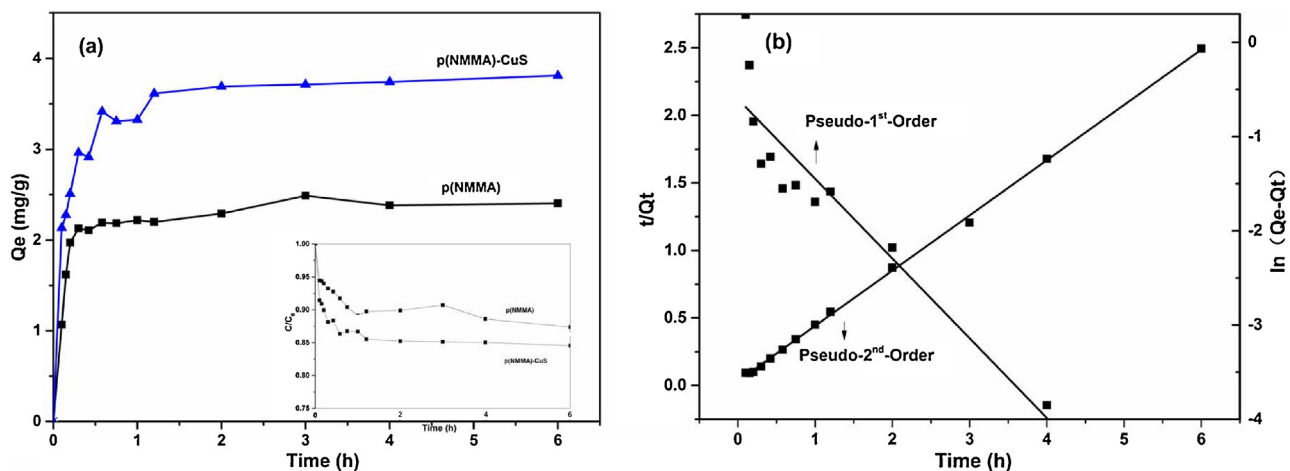 (a)
p(NMMA)-CuS
p(NMMA)
Qe (mg/g)
4
3
2
1
0
0 1 2 3 4 5 6
Time (h)
1.00
0.95
0.90
0.85
0.80
0.75
C/C0
p(NMMA)
p(NMMA)-CuS
0 2 4 6
Time (h)
(b)
Pseudo-1st-Order
Pseudo-2nd-Order
t/Qt
2.5
2.0
1.5
1.0
0.5
0.0
0 1 2 3 4 5 6
Time (h)
0
-1
-2
-3
-4
ln（Qe-Qt）